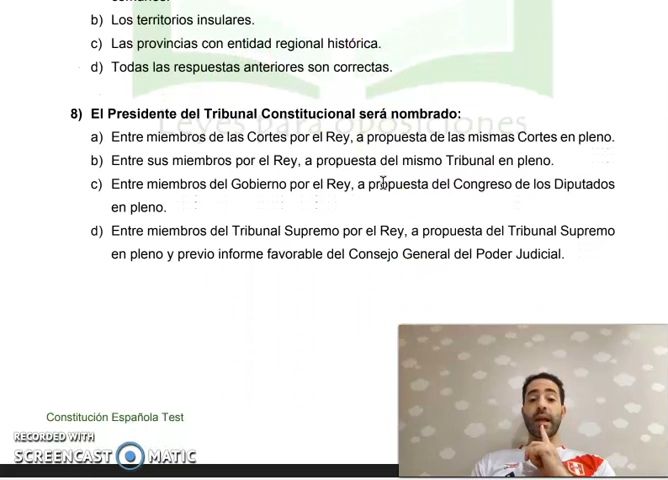 b) Los territorios insulares.
c) Las provincias con entidad regional histórica.
d) Todas las respuestas anteriores son correctas.
8) El Presidente del Tribunal Constitucional será nombrado:
Leyes para oposiciones
a) Entre miembros de las Cortes por el Rey, a propuesta de las mismas Cortes en pleno.
b) Entre sus miembros por el Rey, a propuesta del mismo Tribunal en pleno.
c) Entre miembros del Gobierno por el Rey, a propuesta del Congreso de los Diputados
en pleno.
d) Entre miembros del Tribunal Supremo por el Rey, a propuesta del Tribunal Supremo
en pleno y previo informe favorable del Consejo General del Poder Judicial.
Constitución Española Test
RECORDED WITH
SCREENCAST MATIC